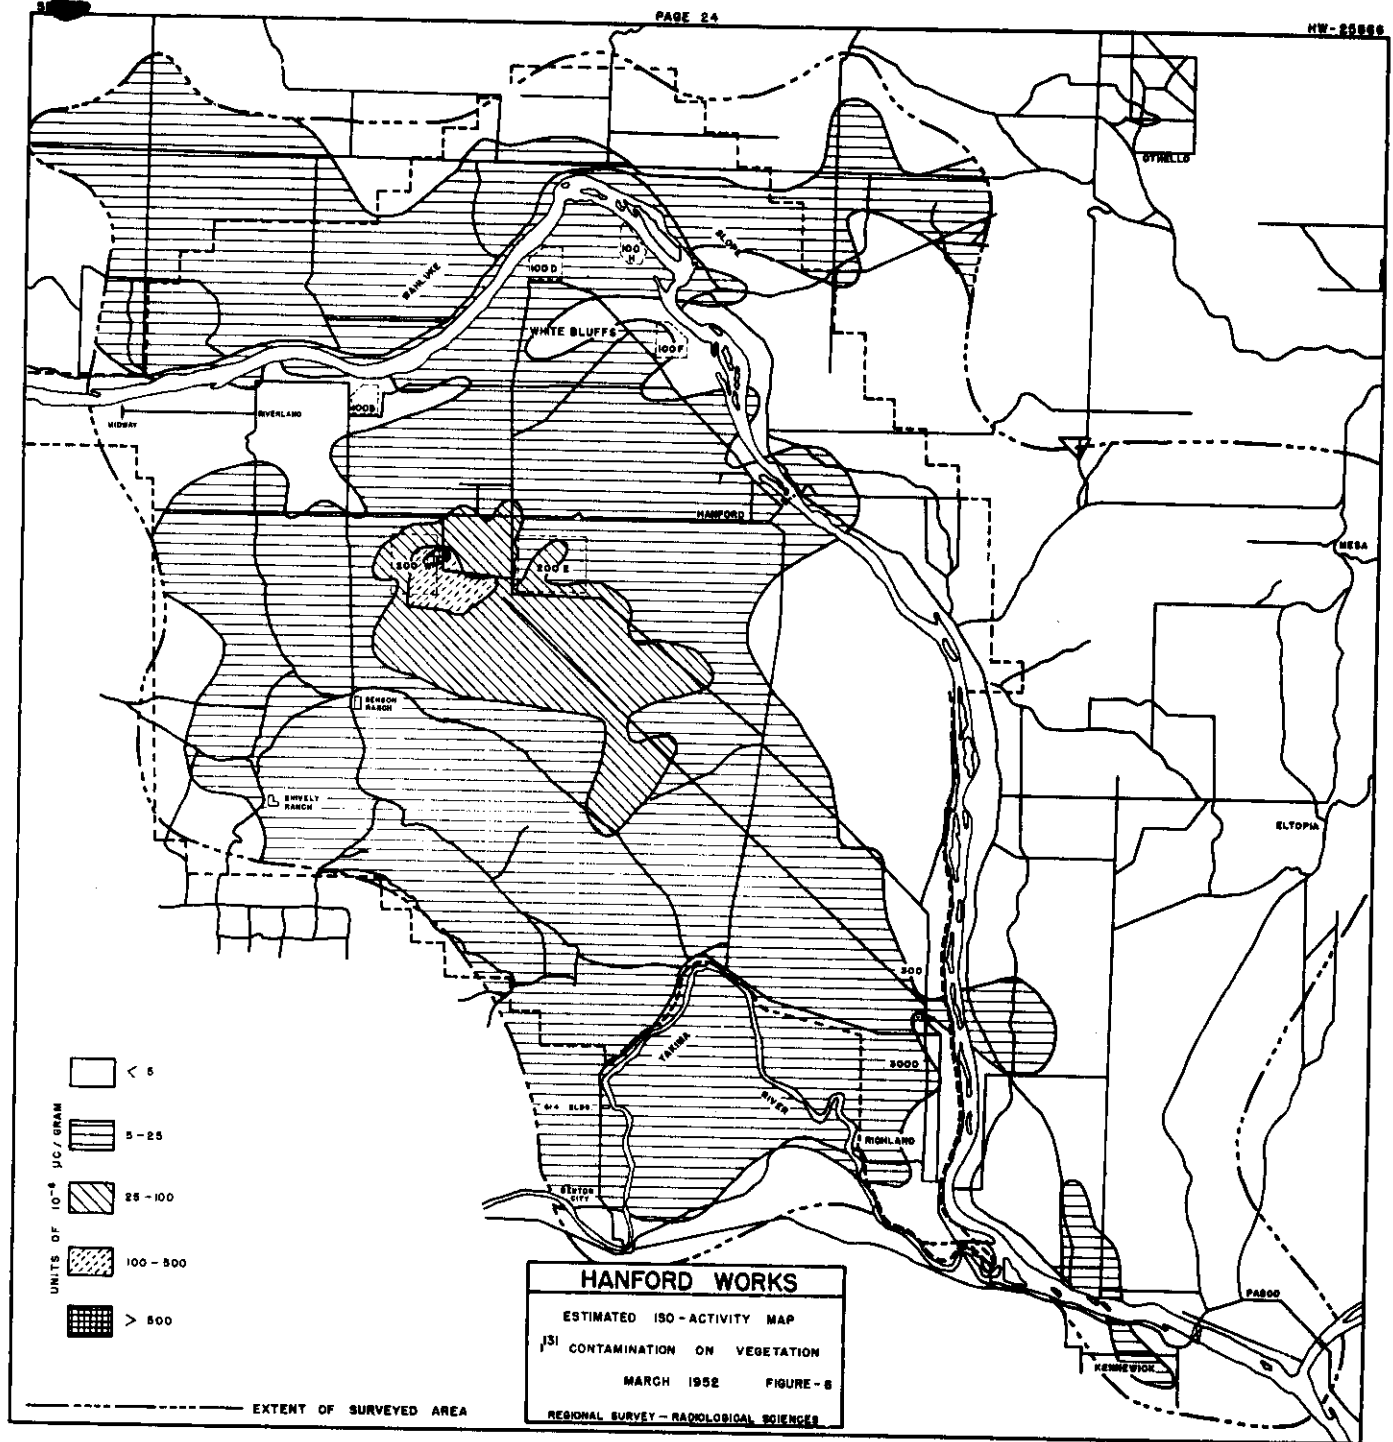 PAGE 24
HW-25866
OTHELLO
WAHLUKE
SLOPE
100 D
100 H
WHITE BLUFFS
100 F
100 B
RIVERLAND
MIDWAY
HANFORD
MESA
200 W
200 E
BENSON RANCH
SNIVELY RANCH
ELTOPIA
300
3000
YAKIMA
RIVER
RICHLAND
BENTON CITY
PASCO
KENNEWICK
UNITS OF 10⁻⁶ µC / GRAM
< 5
5-25
25-100
100-500
> 500
EXTENT OF SURVEYED AREA
HANFORD WORKS
ESTIMATED ISO-ACTIVITY MAP
I¹³¹ CONTAMINATION ON VEGETATION
MARCH 1952 FIGURE-
REGIONAL SURVEY — RADIOLOGICAL SCIENCES